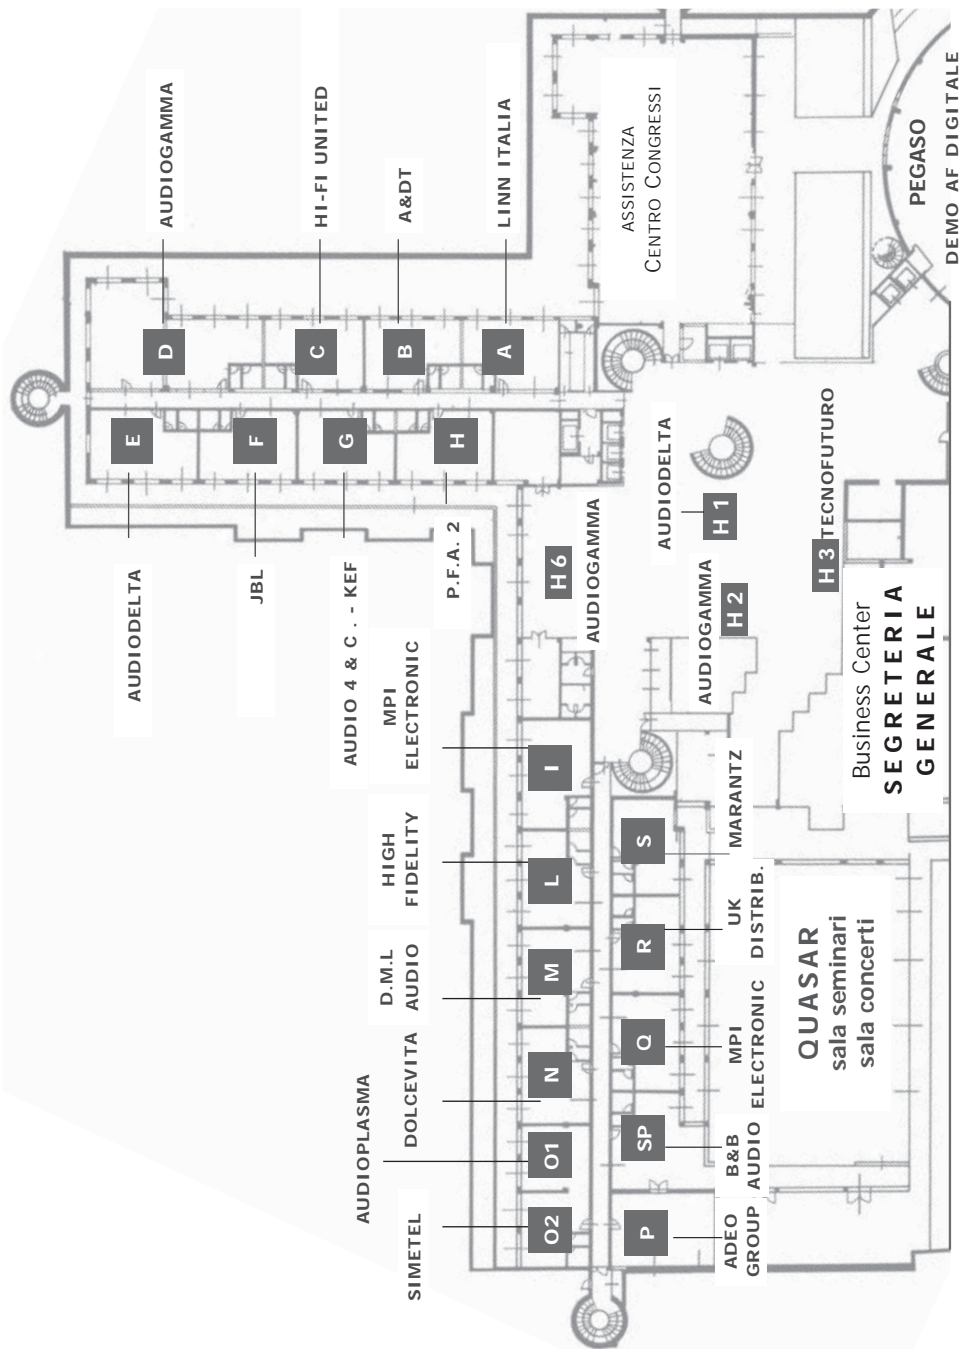 AUDIOGAMMA
HI-FI UNITED
A&DT
LINN ITALIA
ASSISTENZA
CENTRO CONGRESSI
PEGASO
DEMO AF DIGITALE
D
C
B
A
E
F
G
H
AUDIODELTA
JBL
AUDIO 4 & C . - KEF
P.F.A. 2
H 6
AUDIOGAMMA
AUDIODELTA
H 1
AUDIOGAMMA
H 2
H 3
TECNOFUTURO
Business Center
SEGRETERIA
GENERALE
MPI
ELECTRONIC
HIGH
FIDELITY
D.M.L
AUDIO
DOLCEVITA
AUDIOPLASMA
SIMETEL
I
L
M
N
O1
O2
S
R
Q
SP
P
MARANTZ
UK
DISTRIB.
MPI
ELECTRONIC
B&B
AUDIO
ADEO
GROUP
QUASAR
sala seminari
sala concerti